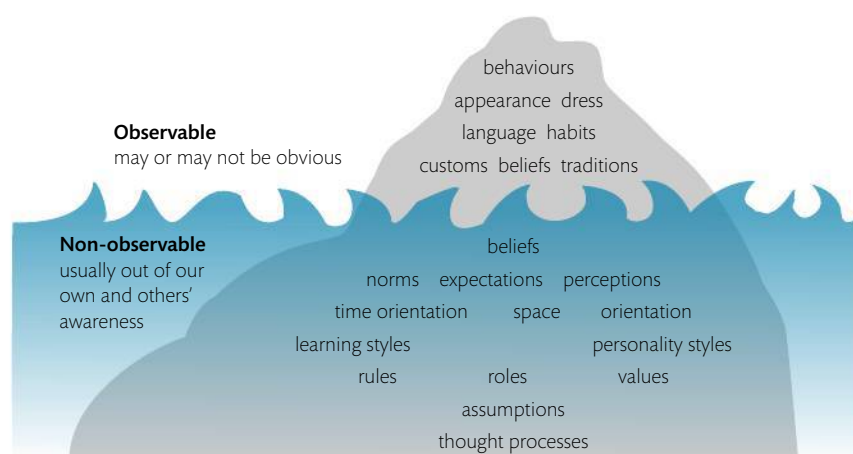 behaviours
appearance dress
Observable
language habits
may or may not be obvious
customs beliefs traditions
Non-observable
beliefs
usually out of our
own and others'
awareness
norms expectations perceptions
time orientation space orientation
learning styles personality styles
rules roles values
assumptions
thought processes